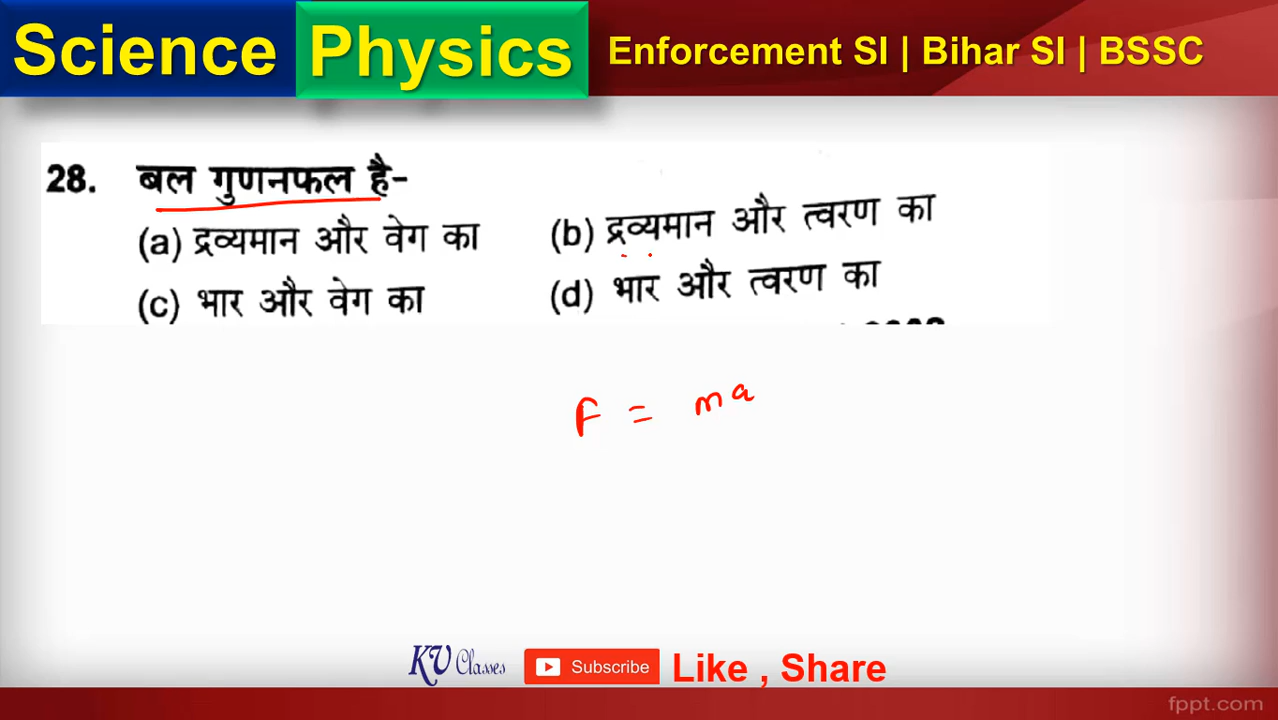 Science Physics Enforcement SI | Bihar SI | BSSC
28. बल गुणनफल है-
(a) द्रव्यमान और वेग का (b) द्रव्यमान और त्वरण का
(c) भार और वेग का (d) भार और त्वरण का
F = ma
KV Classes Subscribe Like , Share
fppt.com